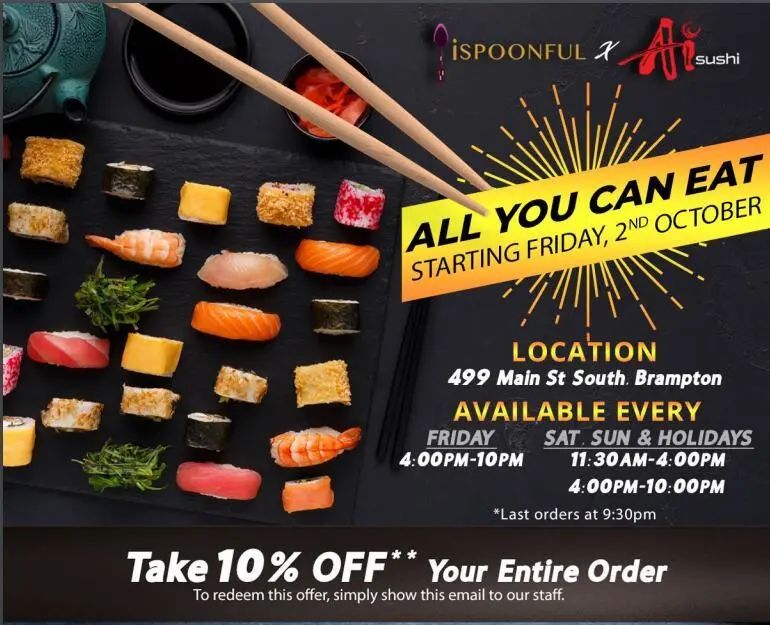 iSPOONFUL X Ai sushi
ALL YOU CAN EAT
STARTING FRIDAY, 2ND OCTOBER
LOCATION
499 Main St South. Brampton
AVAILABLE EVERY
FRIDAY SAT. SUN & HOLIDAYS
4:00PM-10PM 11:30AM-4:00PM
4:00PM-10:00PM
*Last orders at 9:30pm
Take 10% OFF** Your Entire Order
To redeem this offer, simply show this email to our staff.